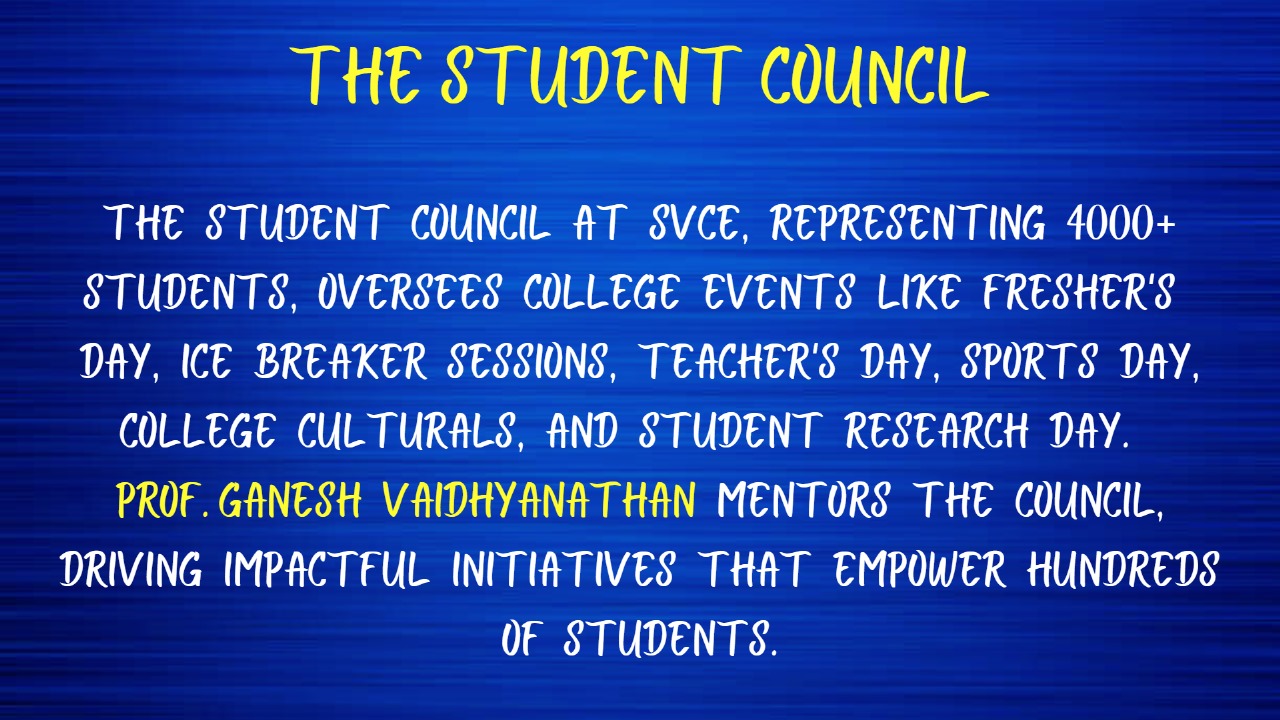 THE STUDENT COUNCIL
THE STUDENT COUNCIL AT SVCE, REPRESENTING 4000+
STUDENTS, OVERSEES COLLEGE EVENTS LIKE FRESHER'S
DAY, ICE BREAKER SESSIONS, TEACHER'S DAY, SPORTS DAY,
COLLEGE CULTURALS, AND STUDENT RESEARCH DAY.
PROF. GANESH VAIDHYANATHAN MENTORS THE COUNCIL,
DRIVING IMPACTFUL INITIATIVES THAT EMPOWER HUNDREDS
OF STUDENTS.